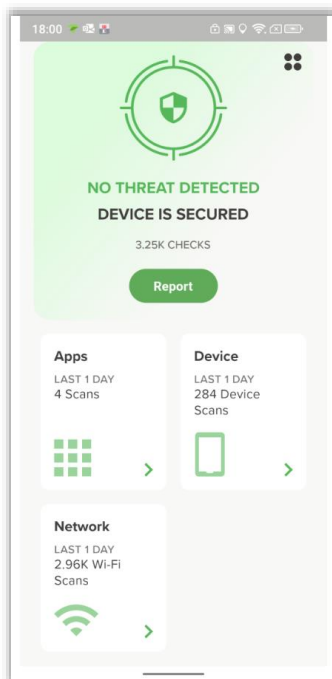 18:00
NO THREAT DETECTED
DEVICE IS SECURED
3.25K CHECKS
Report
Apps
LAST 1 DAY
4 Scans
Device
LAST 1 DAY
284 Device
Scans
Network
LAST 1 DAY
2.96K Wi-Fi
Scans